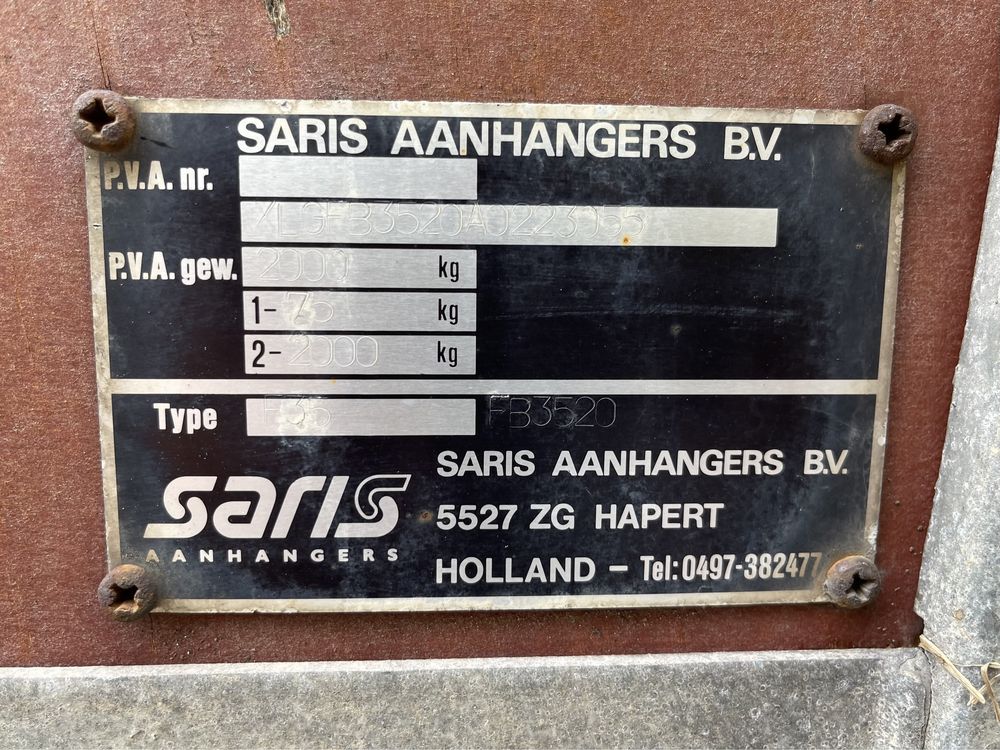 SARIS AANHANGERS B.V.
P.V.A. nr.
XLGFB3520A0223055
P.V.A. gew. 2000 kg
1- 75 kg
2- 2000 kg
Type F35 FB3520
saris
AANHANGERS
SARIS AANHANGERS B.V.
5527 ZG HAPERT
HOLLAND – Tel: 0497-382477